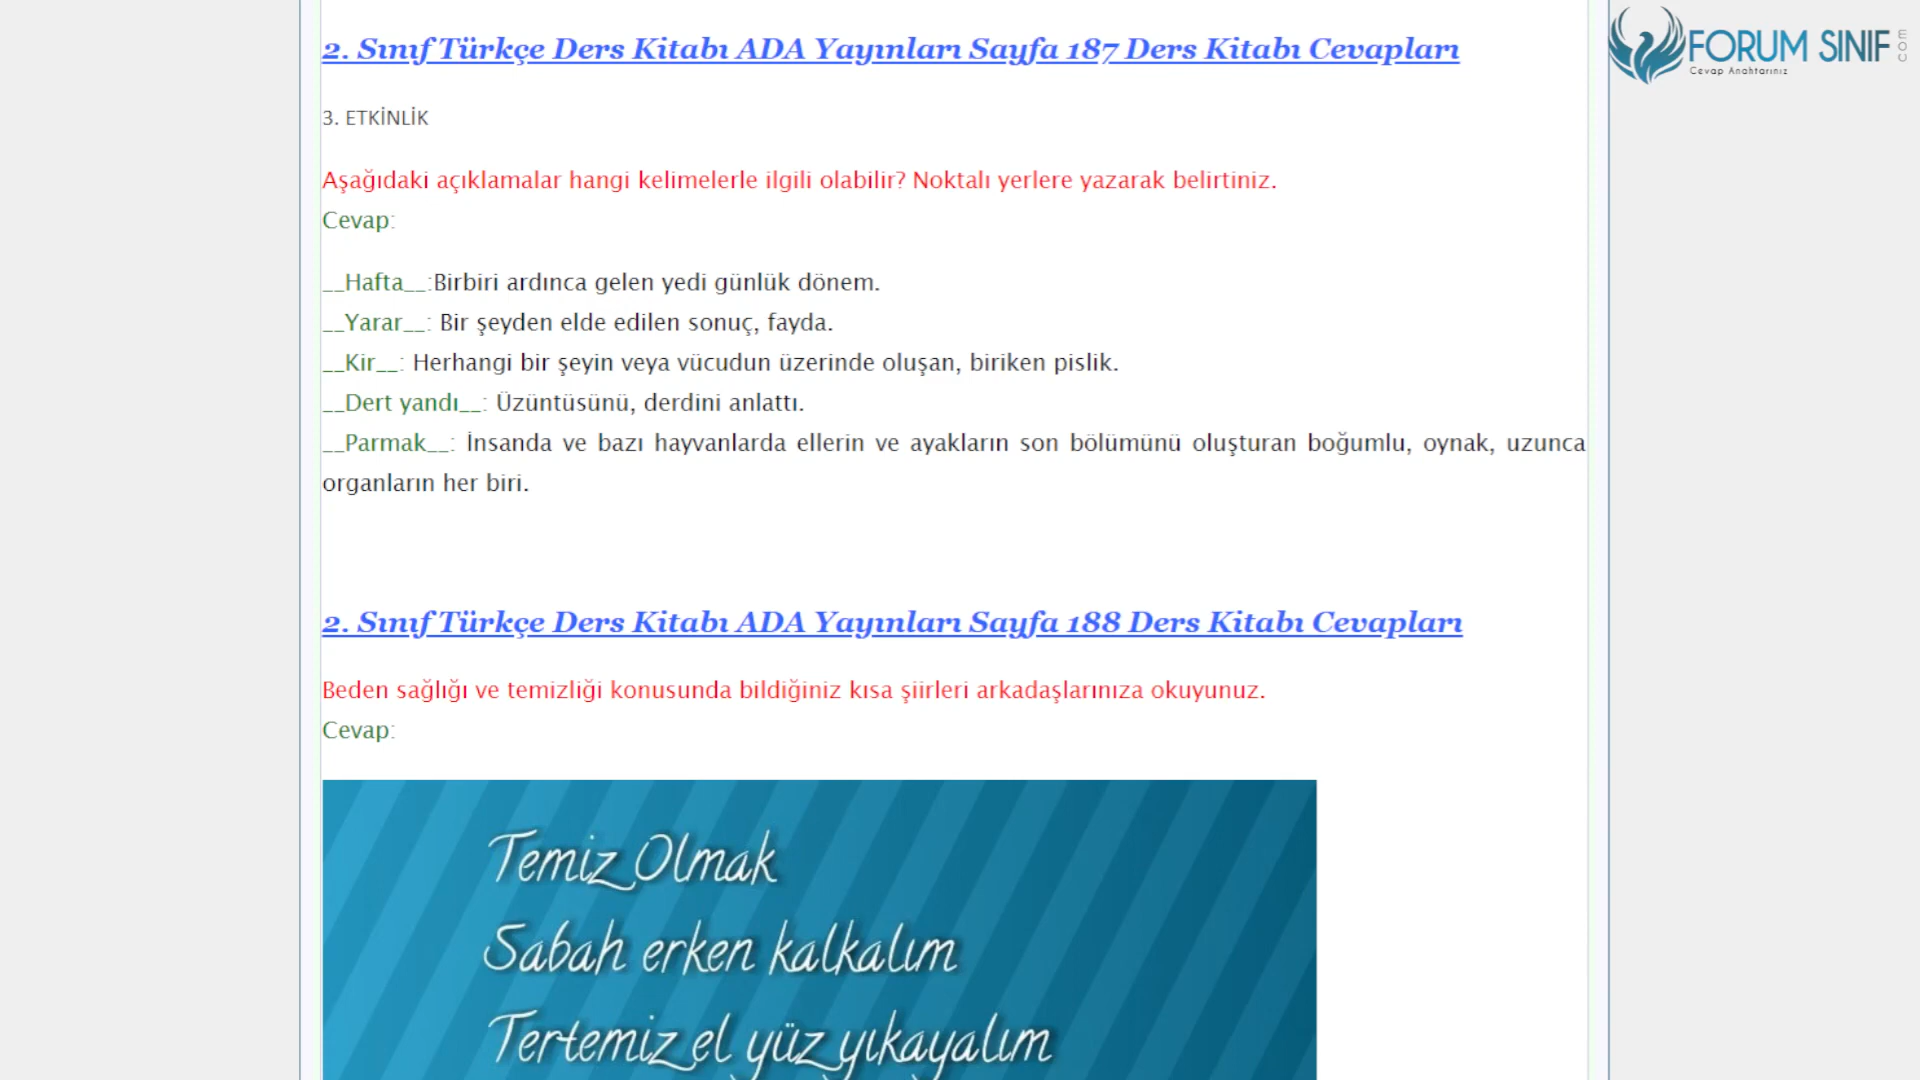 2. Sınıf Türkçe Ders Kitabı ADA Yayınları Sayfa 187 Ders Kitabı Cevapları
FORUM SINIF
COM
Cevap Anahtarınız
3. ETKİNLİK
Aşağıdaki açıklamalar hangi kelimelerle ilgili olabilir? Noktalı yerlere yazarak belirtiniz.
Cevap:
__Hafta__:Birbiri ardınca gelen yedi günlük dönem.
__Yarar__: Bir şeyden elde edilen sonuç, fayda.
__Kir__: Herhangi bir şeyin veya vücudun üzerinde oluşan, biriken pislik.
__Dert yandı__: Üzüntüsünü, derdini anlattı.
__Parmak__: İnsanda ve bazı hayvanlarda ellerin ve ayakların son bölümünü oluşturan boğumlu, oynak, uzunca
organların her biri.
2. Sınıf Türkçe Ders Kitabı ADA Yayınları Sayfa 188 Ders Kitabı Cevapları
Beden sağlığı ve temizliği konusunda bildiğiniz kısa şiirleri arkadaşlarınıza okuyunuz.
Cevap:
Temiz Olmak
Sabah erken kalkalım
Tertemiz el yüz yıkayalım